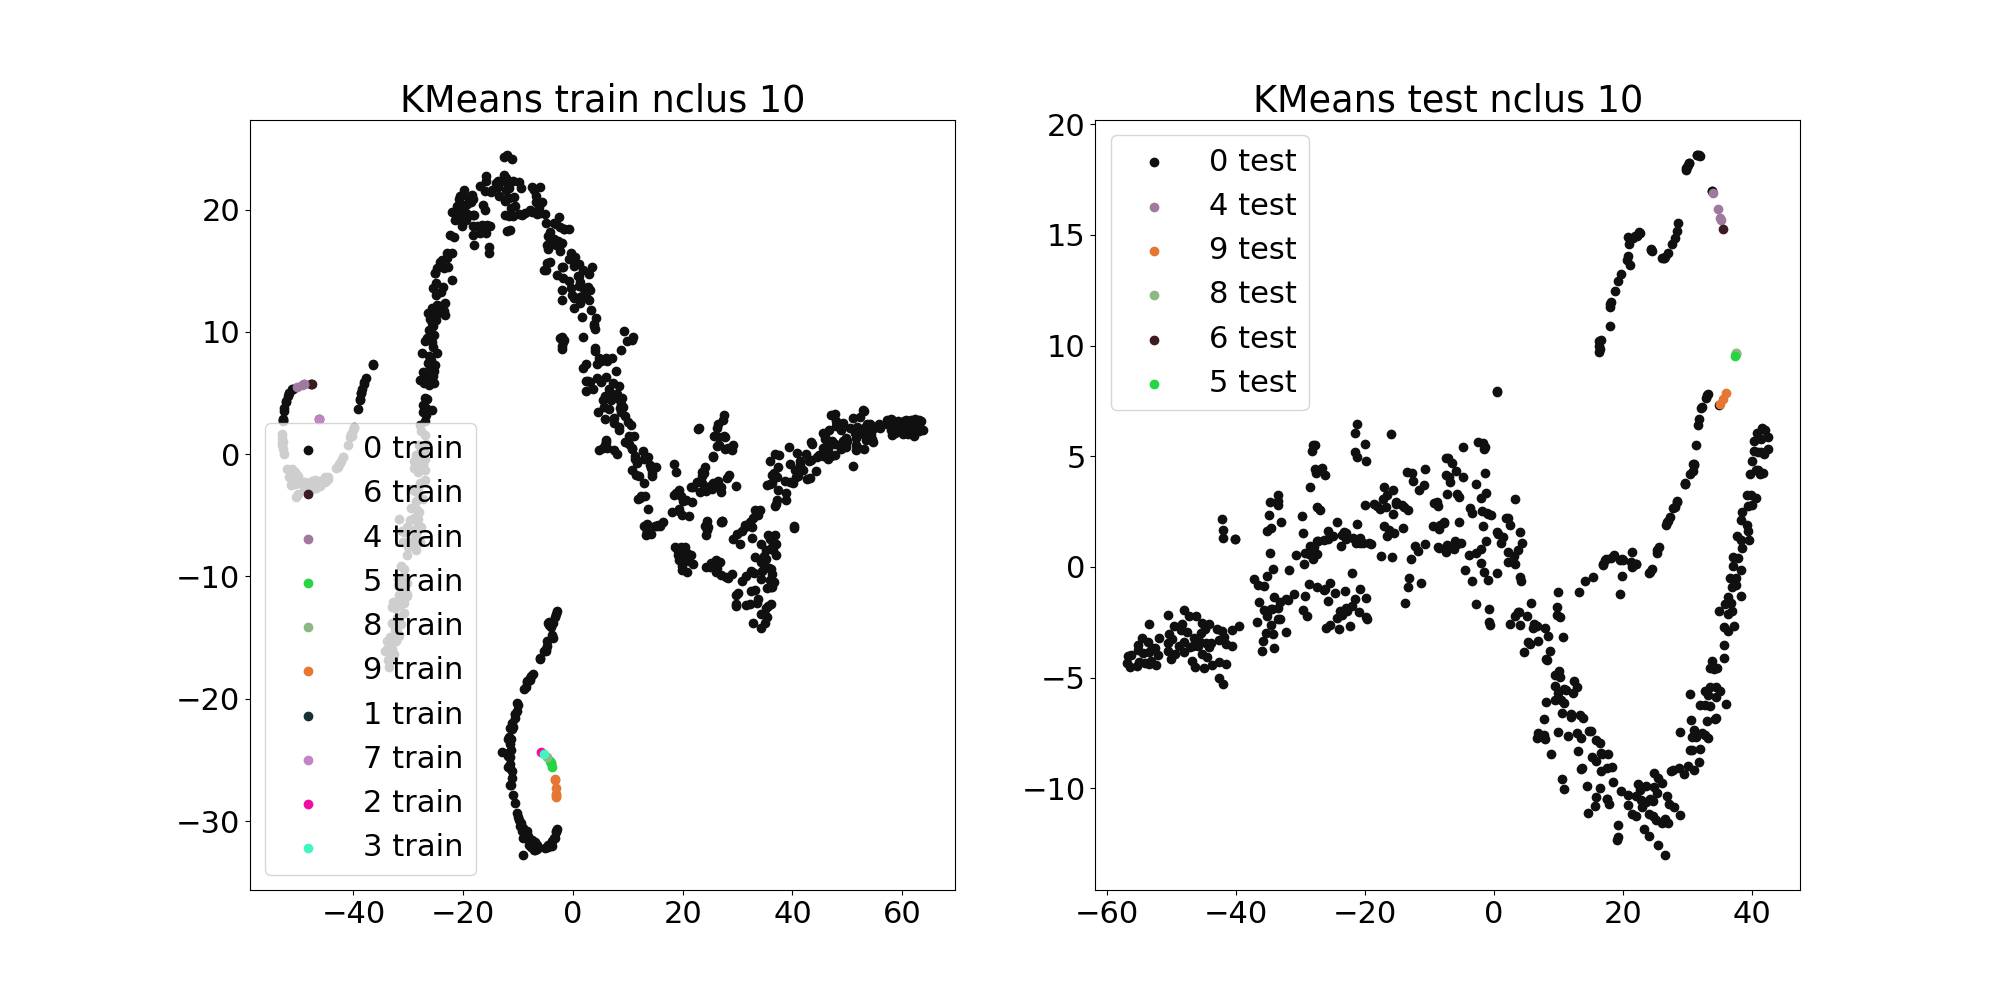 KMeans train nclus 10
20
10
0
−10
−20
−30
0 train
6 train
4 train
5 train
8 train
9 train
1 train
7 train
2 train
3 train
−40
−20
0
20
40
60
KMeans test nclus 10
20
15
10
5
0
−5
−10
0 test
4 test
9 test
8 test
6 test
5 test
−60
−40
−20
0
20
40